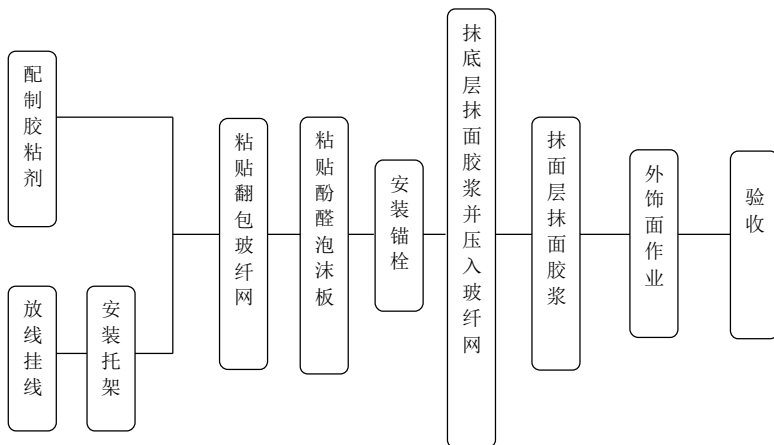 配制胶粘剂
放线挂线
安装托架
粘贴翻包玻纤网
粘贴酚醛泡沫板
安装锚栓
抹底层抹面胶浆并压入玻纤网
抹面层抹面胶浆
外饰面作业
验收